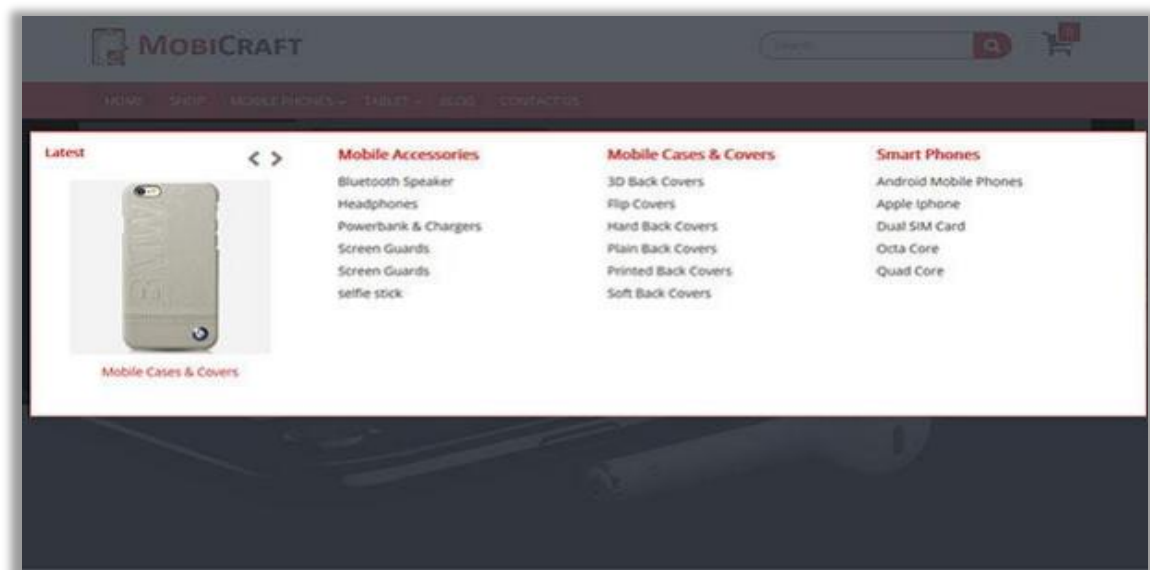 MOBICRAFT
Search
HOME SHOP MOBILE PHONES TABLET BLOG CONTACT US
Latest
BMW
Mobile Cases & Covers
Mobile Accessories
Bluetooth Speaker
Headphones
Powerbank & Chargers
Screen Guards
Screen Guards
selfie stick
Mobile Cases & Covers
3D Back Covers
Flip Covers
Hard Back Covers
Plain Back Covers
Printed Back Covers
Soft Back Covers
Smart Phones
Android Mobile Phones
Apple Iphone
Dual SIM Card
Octa Core
Quad Core